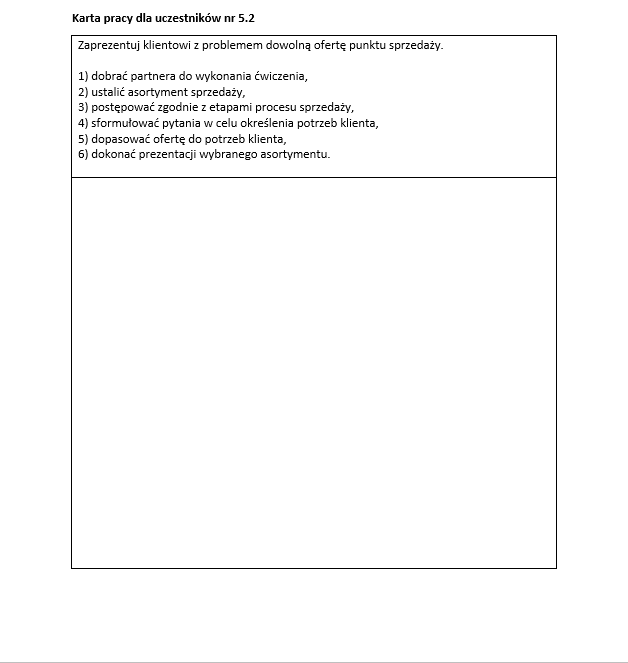 Karta pracy dla uczestników nr 5.2
Zaprezentuj klientowi z problemem dowolną ofertę punktu sprzedaży.
1) dobrać partnera do wykonania ćwiczenia,
2) ustalić asortyment sprzedaży,
3) postępować zgodnie z etapami procesu sprzedaży,
4) sformułować pytania w celu określenia potrzeb klienta,
5) dopasować ofertę do potrzeb klienta,
6) dokonać prezentacji wybranego asortymentu.